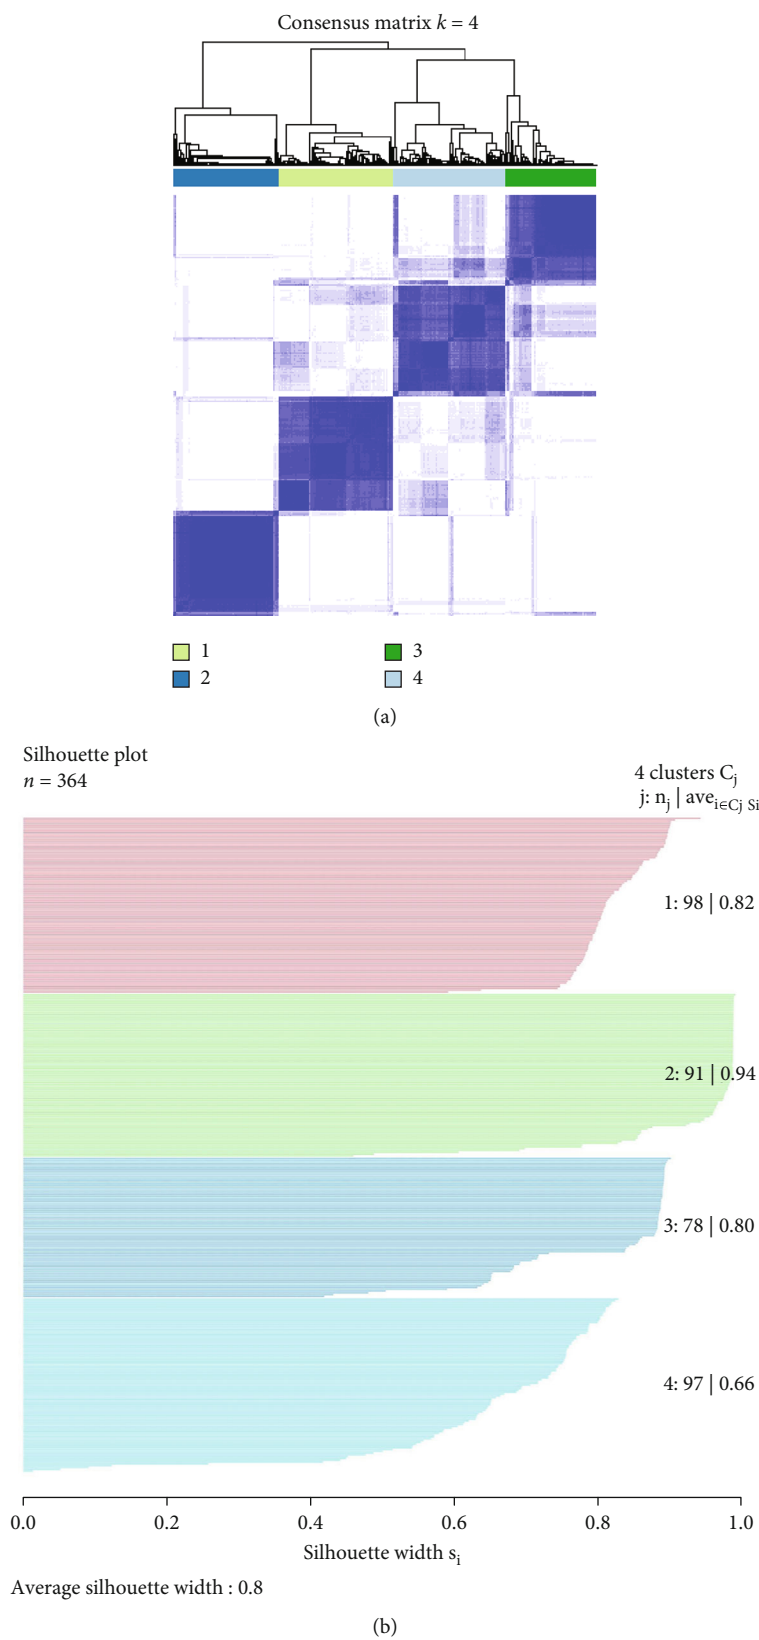 Consensus matrix k = 4
1
3
2
4
(a)
Silhouette plot
n = 364
4 clusters Cj
j: nj | avei∈Cj Si
1: 98 | 0.82
2: 91 | 0.94
3: 78 | 0.80
4: 97 | 0.66
0.0 0.2 0.4 0.6 0.8 1.0
Silhouette width si
Average silhouette width : 0.8
(b)